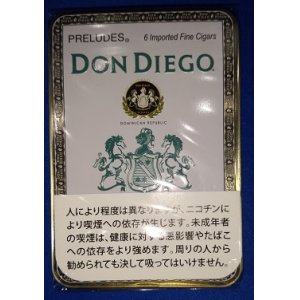 PRELUDES® 6 Imported Fine Cigars
DON DIEGO
DOMINICAN REPUBLIC
人により程度は異なりますが、ニコチンに
より喫煙への依存が生じます。未成年者
の喫煙は、健康に対する悪影響やたばこ
への依存をより強めます。周りの人から
勧められても決して吸ってはいけません。